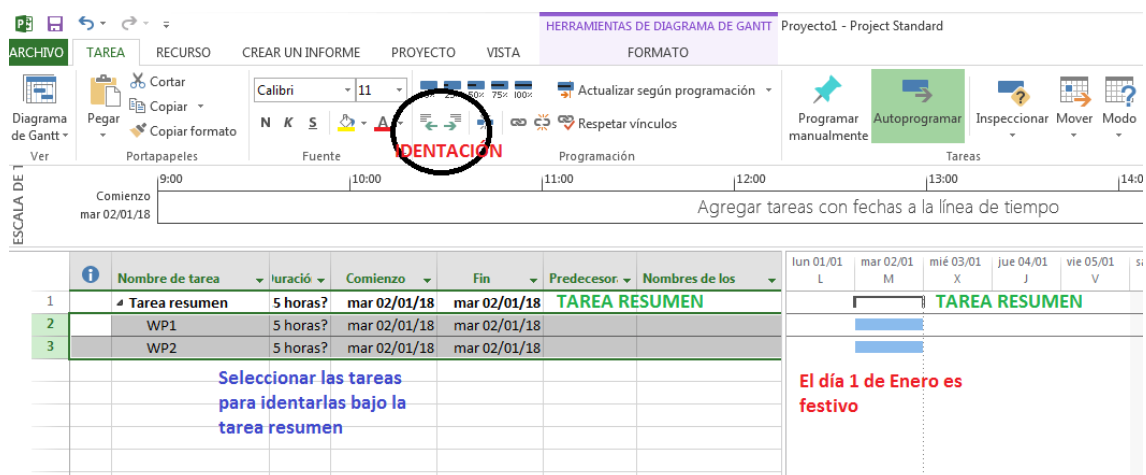 HERRAMIENTAS DE DIAGRAMA DE GANTT Proyecto1 - Project Standard
ARCHIVO TAREA RECURSO CREAR UN INFORME PROYECTO VISTA FORMATO
Cortar
Copiar
Copiar formato
Pegar
Diagrama
de Gantt
Calibri 11
N K S A
50% 75% 100%
Actualizar según programación
Respetar vínculos
Programar
manualmente
Autoprogramar
Inspeccionar Mover Modo
IDENTACIÓN
Ver Portapapeles Fuente Programación Tareas
9:00 10:00 11:00 12:00 13:00
Comienzo
mar 02/01/18
Agregar tareas con fechas a la línea de tiempo
Nombre de tarea Comienzo Fin Predecesor. Nombres de los
lun 01/01 mar 02/01 mié 03/01 jue 04/01 vie 05/01
L M X J V
1 Tarea resumen 5 horas? mar 02/01/18 mar 02/01/18 TAREA RESUMEN TAREA RESUMEN
2 WP1 5 horas? mar 02/01/18 mar 02/01/18
3 WP2 5 horas? mar 02/01/18 mar 02/01/18
Seleccionar las tareas
para identarlas bajo la
tarea resumen
El día 1 de Enero es
festivo